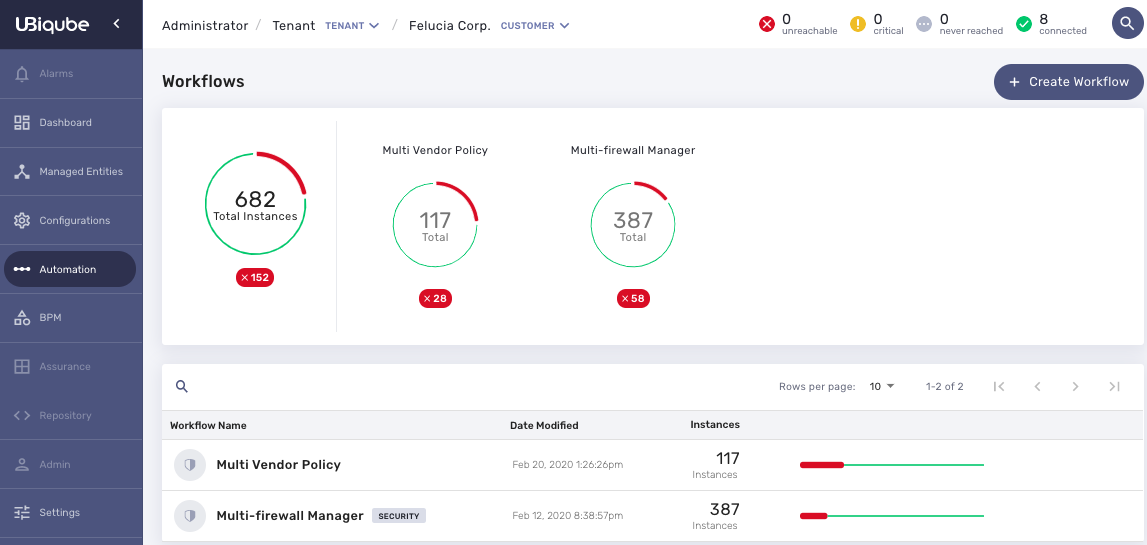 UBiqube
Administrator / Tenant TENANT / Felucia Corp. CUSTOMER
0 unreachable
0 critical
0 never reached
8 connected
Alarms
Dashboard
Managed Entities
Configurations
Automation
BPM
Assurance
Repository
Admin
Settings
Workflows
+ Create Workflow
682
Total Instances
× 152
Multi Vendor Policy
117
Total
× 28
Multi-firewall Manager
387
Total
× 58
Rows per page: 10 1-2 of 2
Workflow Name Date Modified Instances
Multi Vendor Policy Feb 20, 2020 1:26:26pm 117
Instances
Multi-firewall Manager SECURITY Feb 12, 2020 8:38:57pm 387
Instances